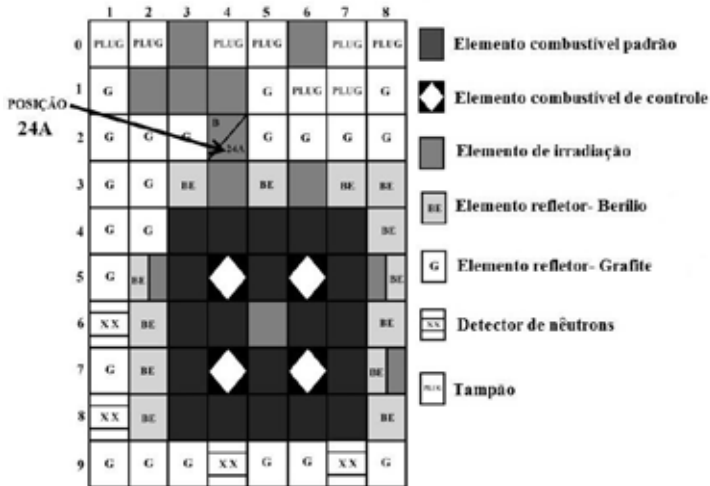 1 2 3 4 5 6 7 8
0 PLUG PLUG PLUG PLUG PLUG PLUG
1 G G PLUG PLUG G
2 G G G B 24A G G G G
3 G G BE BE BE BE
4 G G BE
5 G BE BE
6 XX BE BE
7 G BE BE
8 XX BE BE
9 G G G XX G G XX G
POSIÇÃO
24A
Elemento combustível padrão
Elemento combustível de controle
Elemento de irradiação
BE Elemento refletor- Berílio
G Elemento refletor- Grafite
XX Detector de nêutrons
PLUG Tampão